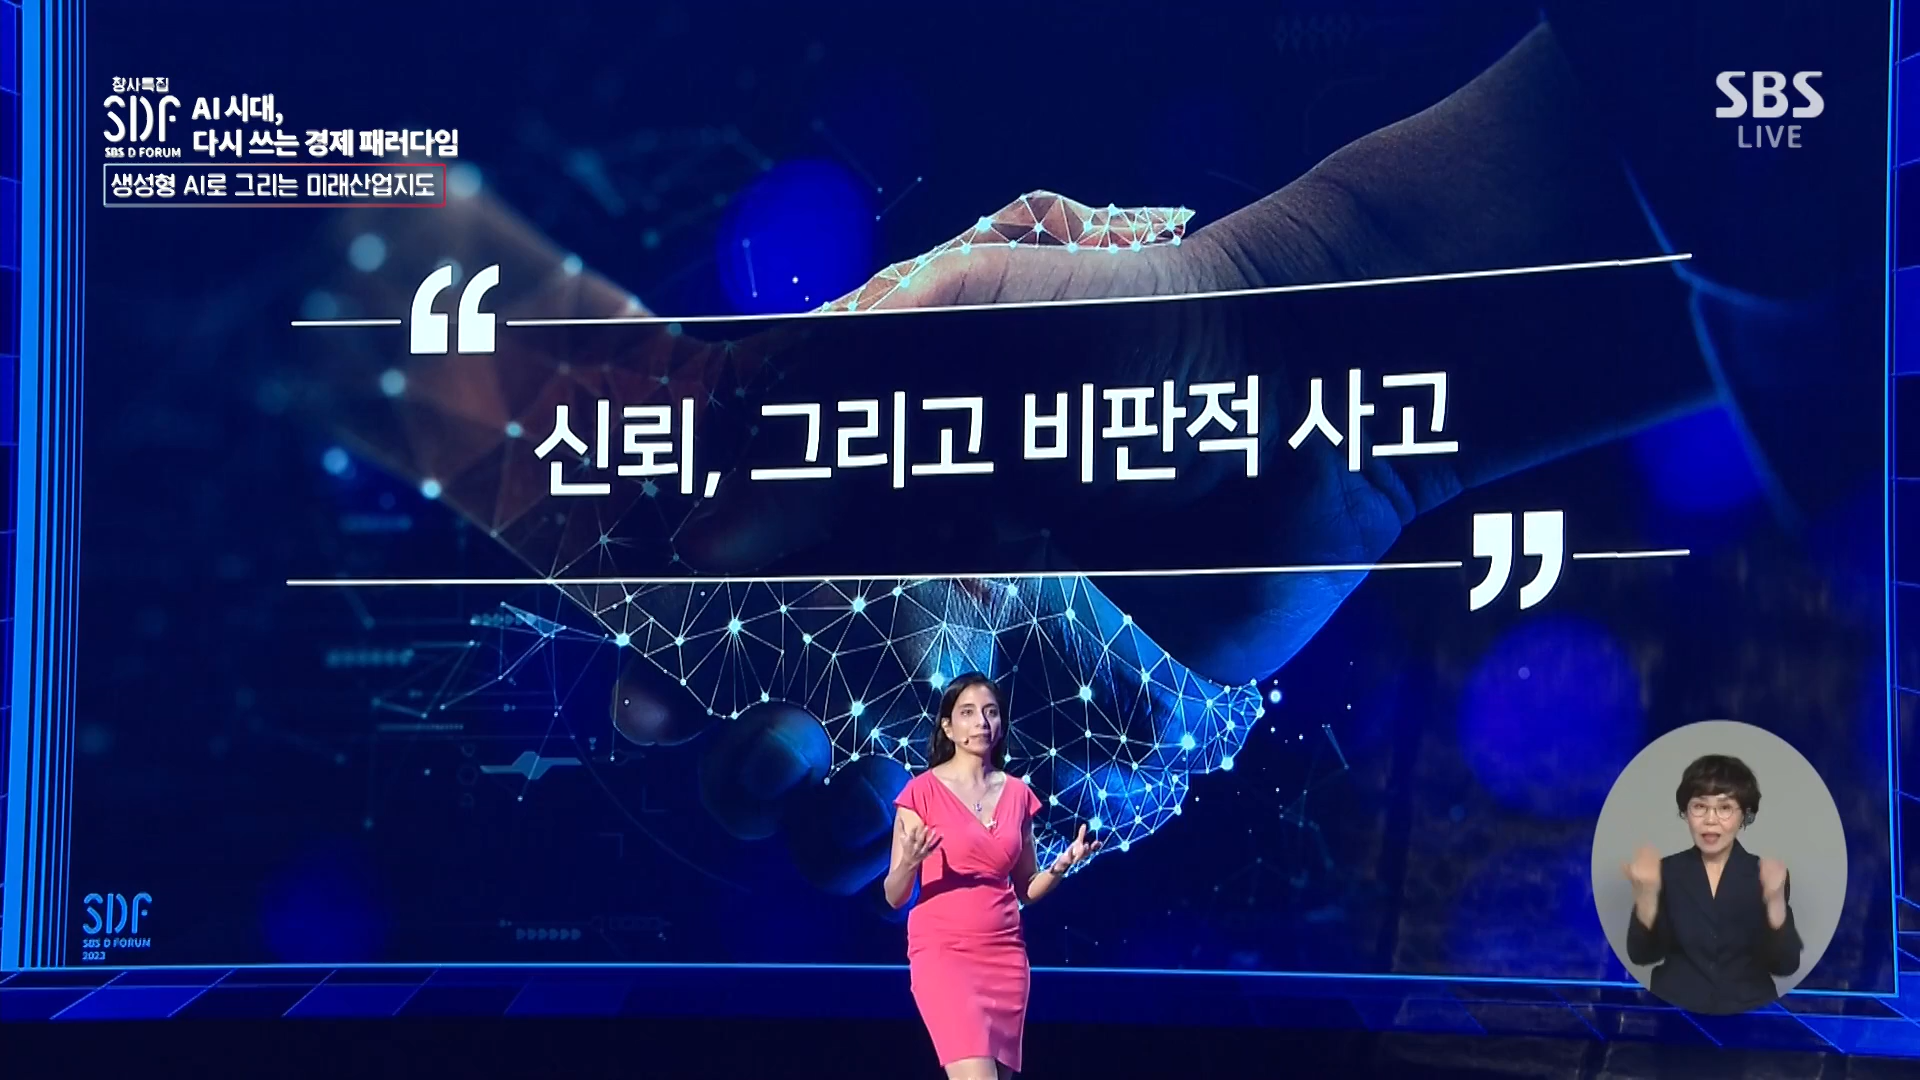 창사특집
SDF
SBS D FORUM
AI 시대,
다시 쓰는 경제 패러다임
생성형 AI로 그리는 미래산업지도
SBS
LIVE
“
신뢰, 그리고 비판적 사고
”
SDF
SBS D FORUM
2023